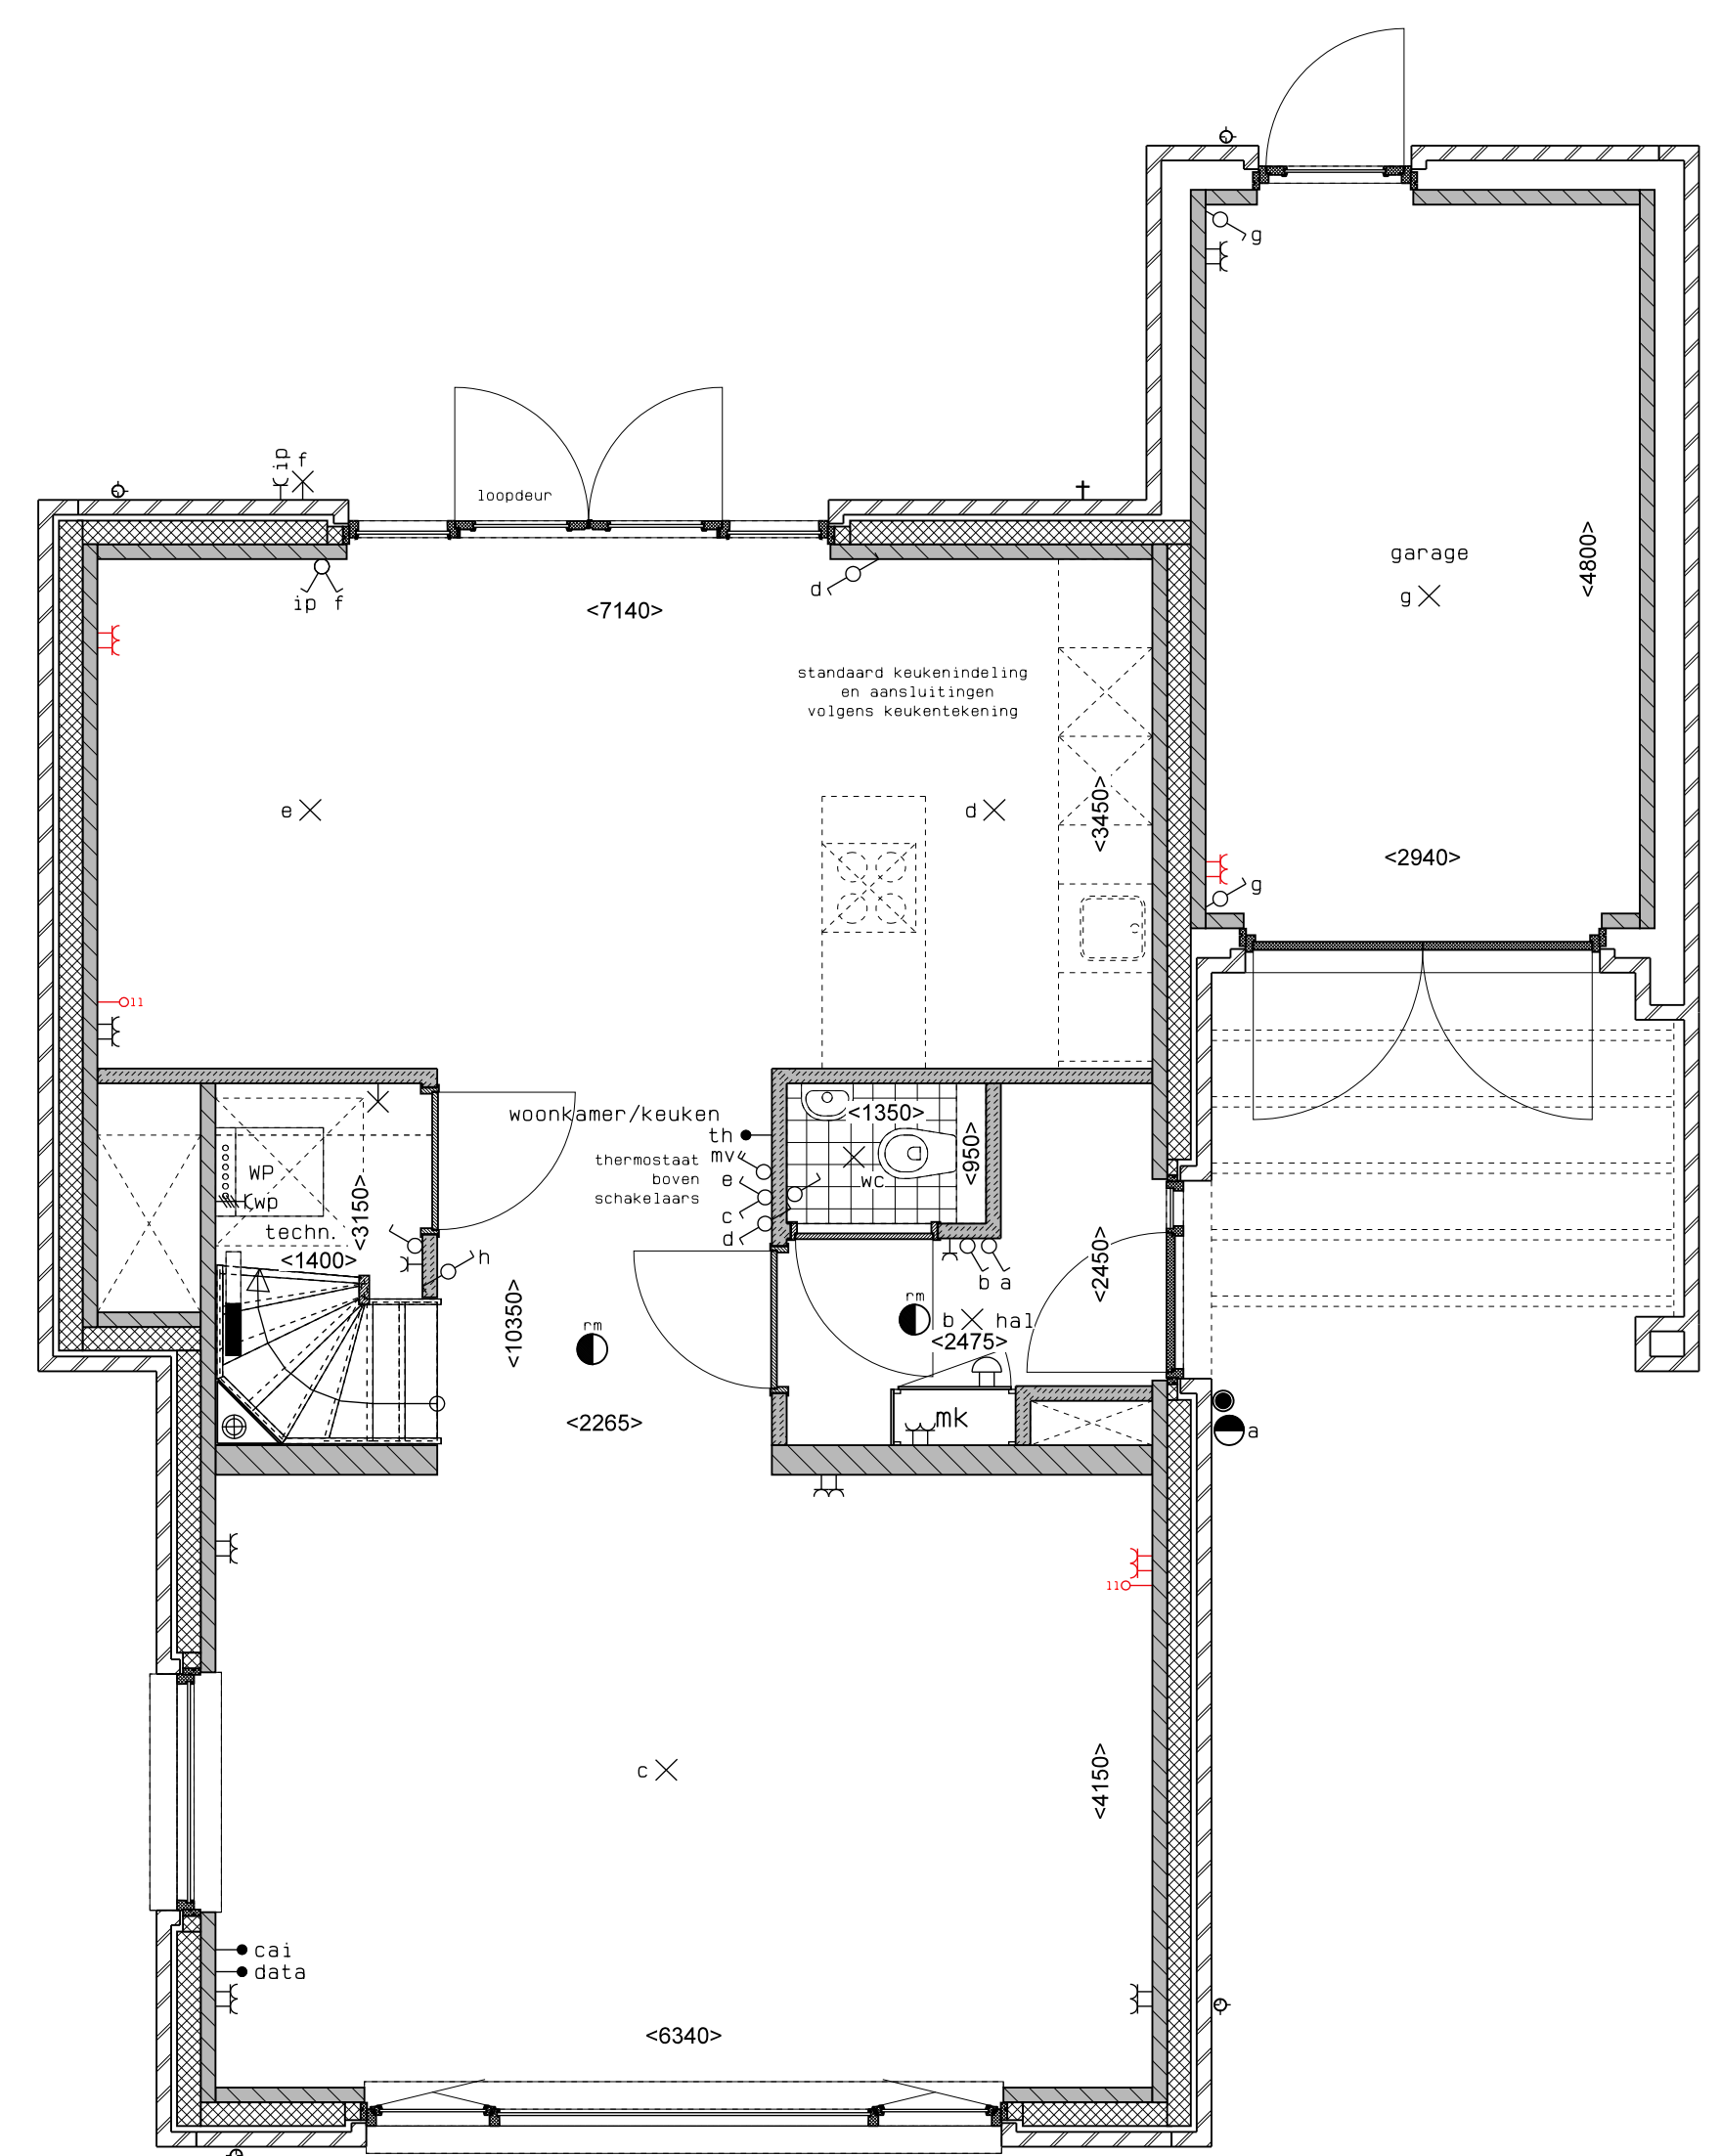 g
ip
f
loopdeur
garage
g
<4800>
ip f
d
<7140>
standaard keukenindeling
en aansluitingen
volgens keukentekening
e
d
<3450>
<2940>
g
11
woonkamer/keuken
<1350>
<950>
th
mv
thermostaat
boven
schakelaars
e
c
d
wc
WP
wp
techn.
<3150>
<1400>
h
<2450>
b a
<10350>
rm
rm
b
hal
<2475>
<2265>
mk
a
11
c
<4150>
cai
data
<6340>